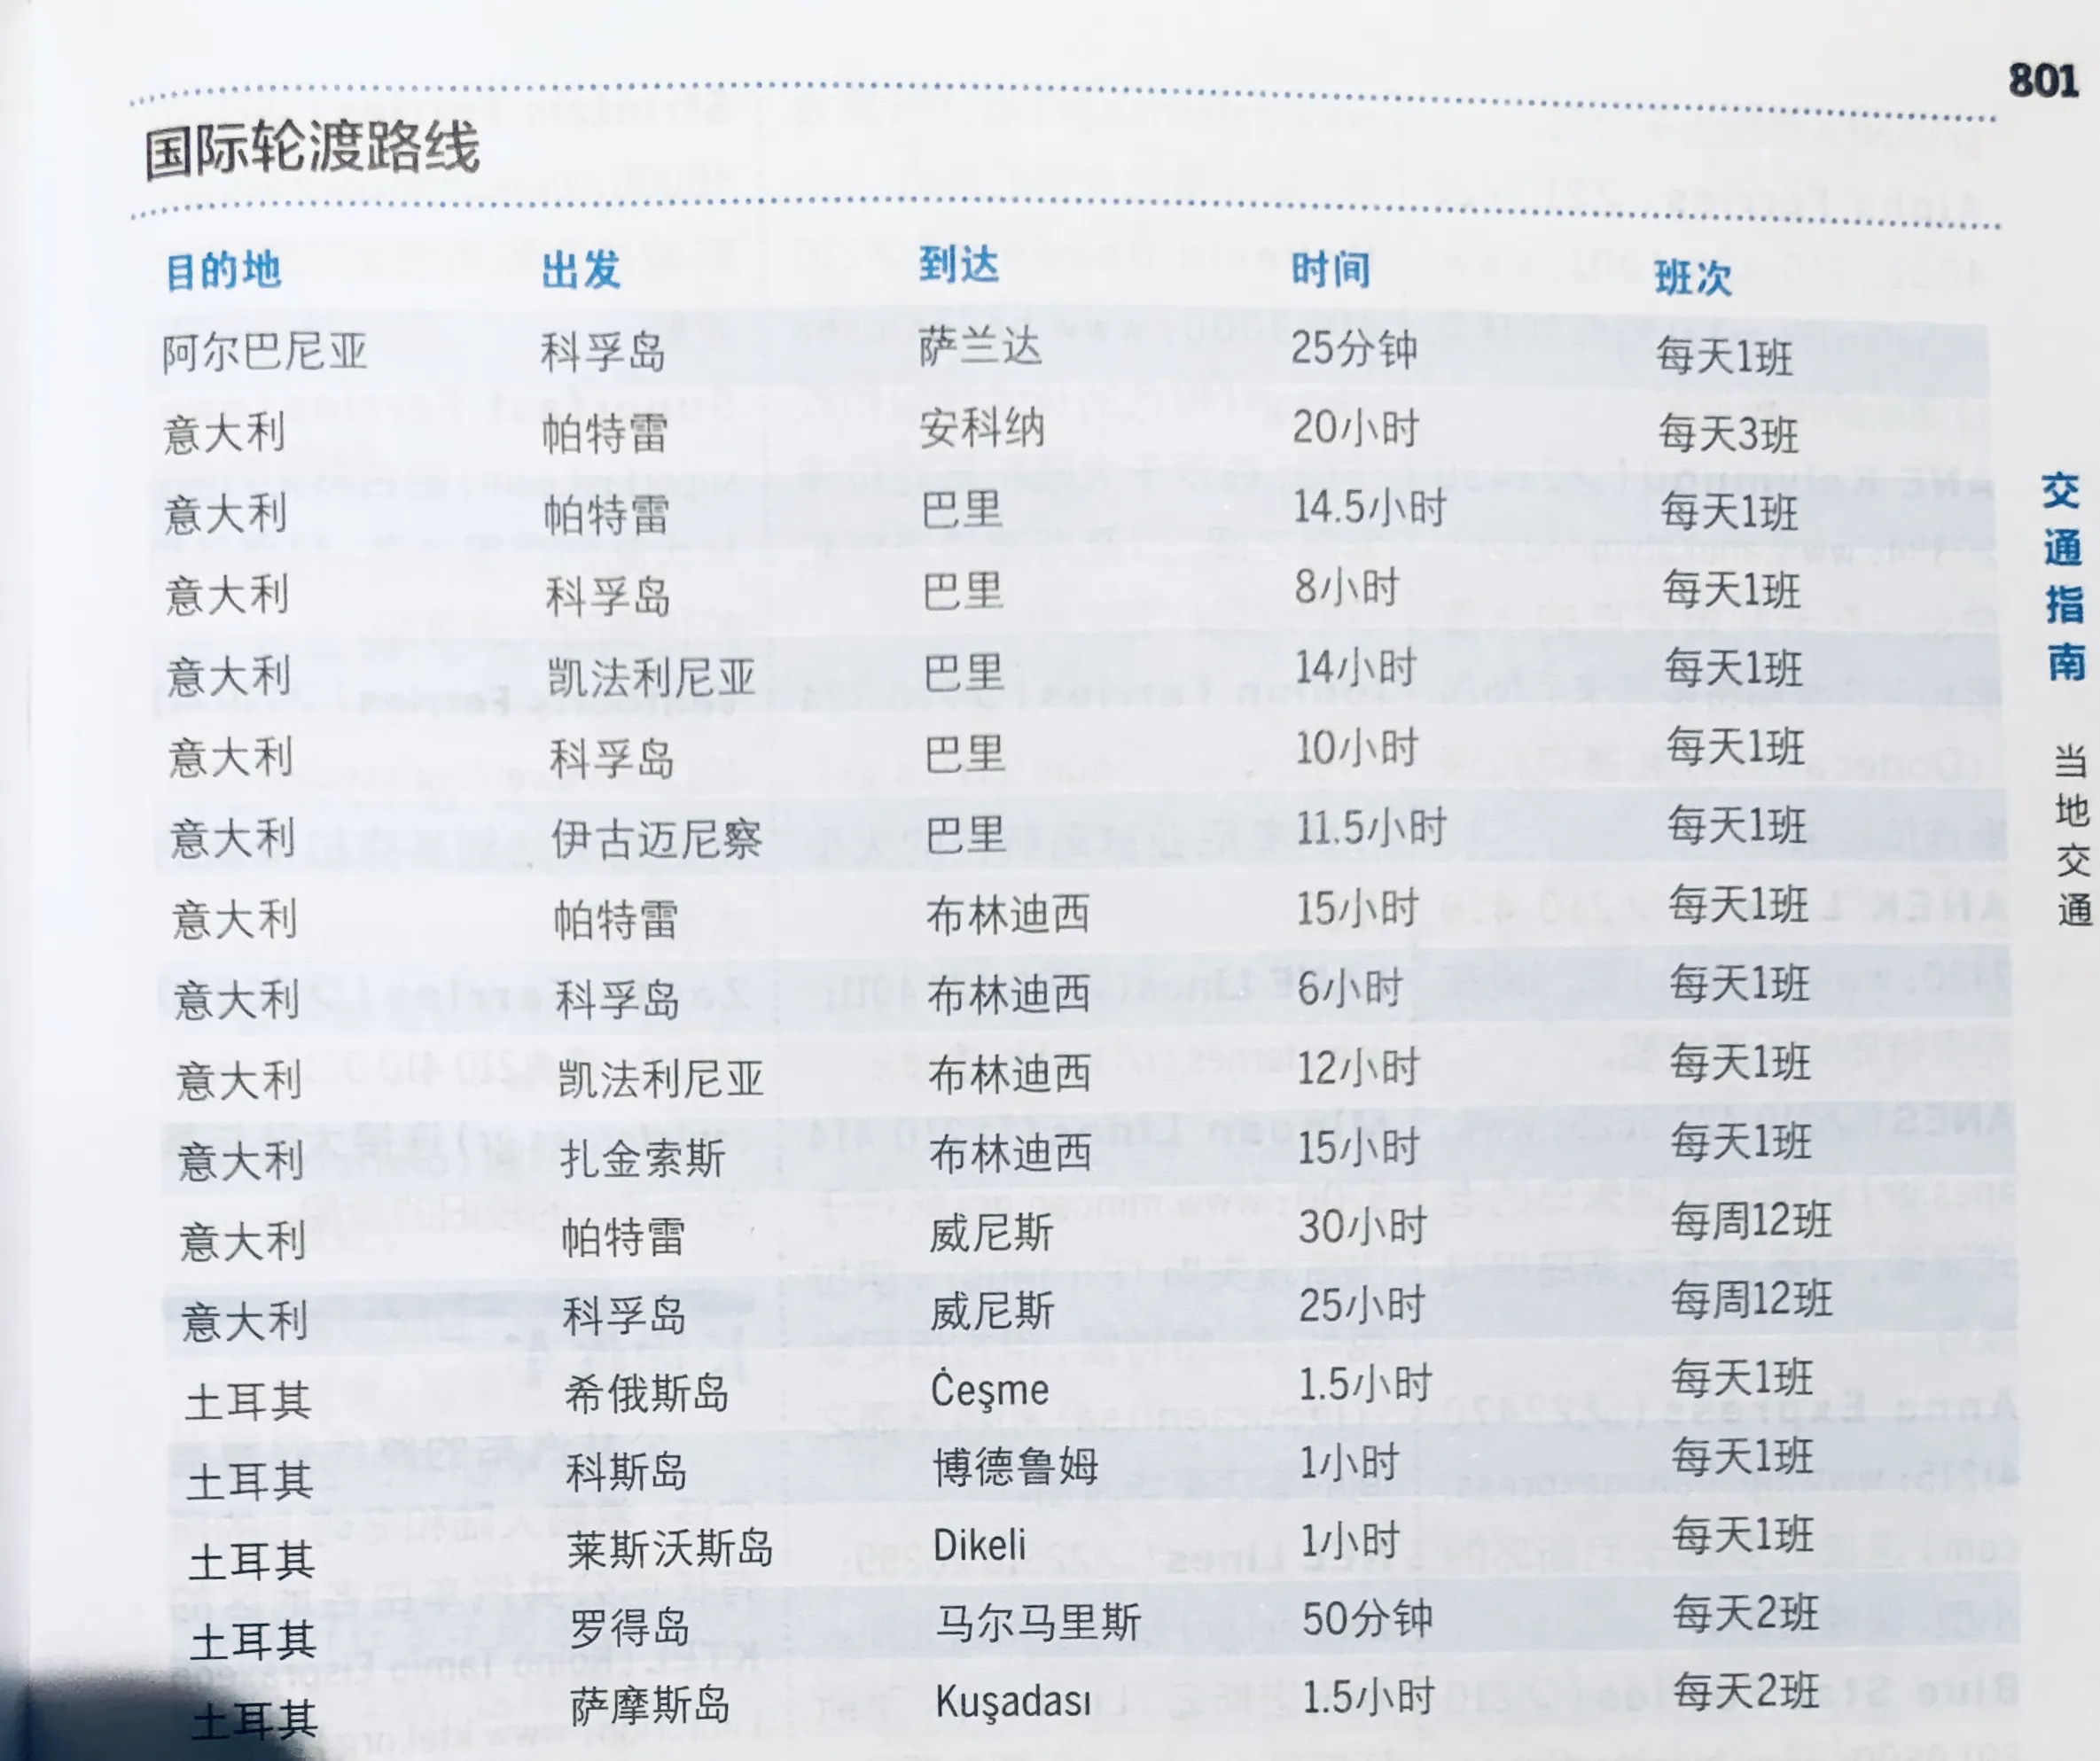 801
国际轮渡路线
目的地 出发 到达 时间 班次
阿尔巴尼亚 科孚岛 萨兰达 25分钟 每天1班
意大利 帕特雷 安科纳 20小时 每天3班
意大利 帕特雷 巴里 14.5小时 每天1班
意大利 科孚岛 巴里 8小时 每天1班
意大利 凯法利尼亚 巴里 14小时 每天1班
意大利 科孚岛 巴里 10小时 每天1班
意大利 伊古迈尼察 巴里 11.5小时 每天1班
意大利 帕特雷 布林迪西 15小时 每天1班
意大利 科孚岛 布林迪西 6小时 每天1班
意大利 凯法利尼亚 布林迪西 12小时 每天1班
意大利 扎金索斯 布林迪西 15小时 每天1班
意大利 帕特雷 威尼斯 30小时 每周12班
意大利 科孚岛 威尼斯 25小时 每周12班
土耳其 希俄斯岛 Ċeşme 1.5小时 每天1班
土耳其 科斯岛 博德鲁姆 1小时 每天1班
土耳其 莱斯沃斯岛 Dikeli 1小时 每天1班
土耳其 罗得岛 马尔马里斯 50分钟 每天2班
土耳其 萨摩斯岛 Kuşadası 1.5小时 每天2班
交通指南
当地交通